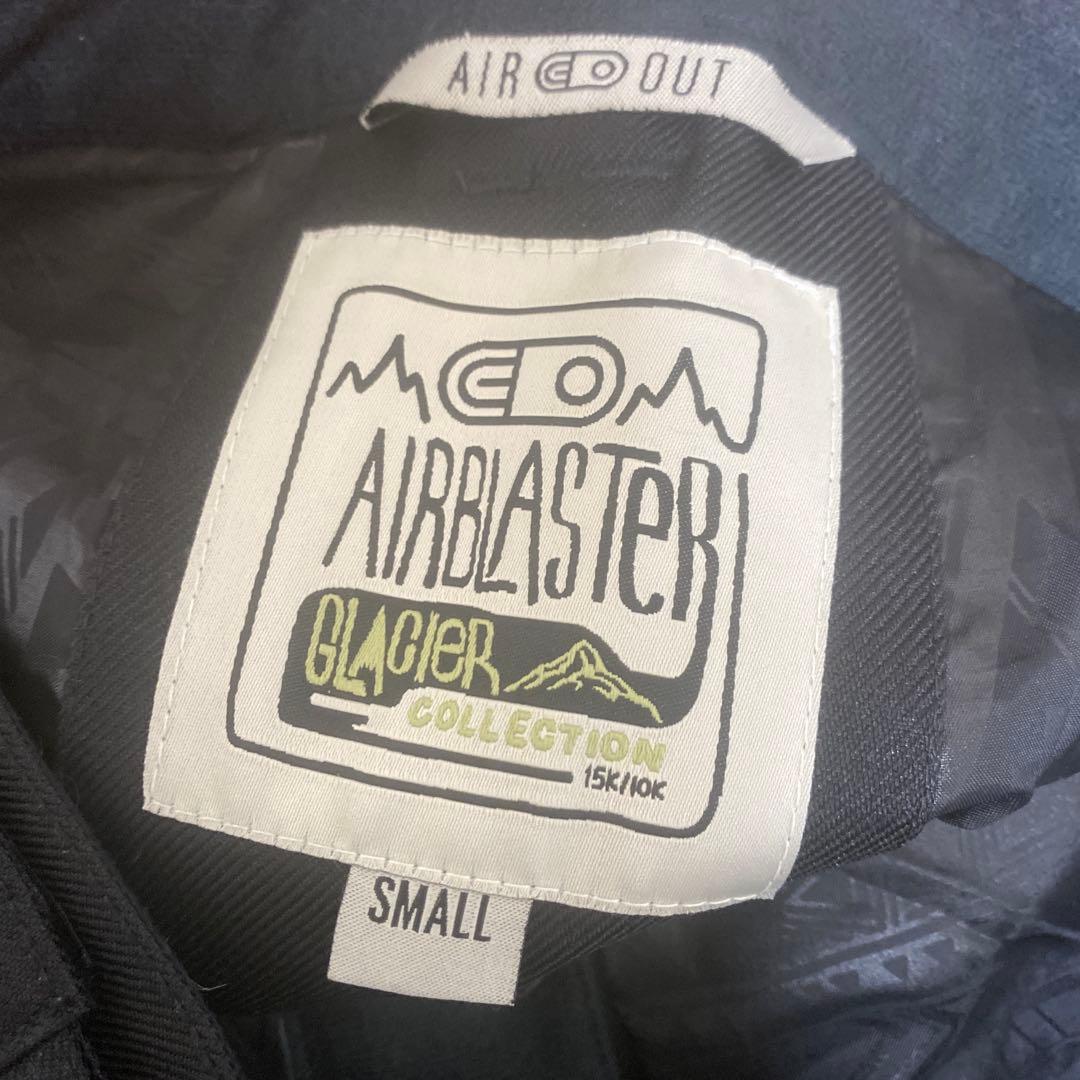 AIR OUT
AIRBLASTER
GLACIER
COLLECTION
15K/10K
SMALL